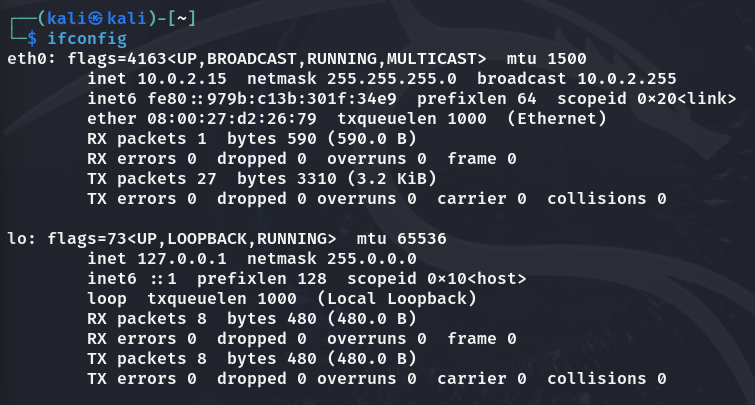 ┌──(kali㉿kali)-[~]
└─$ ifconfig
eth0: flags=4163<UP,BROADCAST,RUNNING,MULTICAST>  mtu 1500
        inet 10.0.2.15  netmask 255.255.255.0  broadcast 10.0.2.255
        inet6 fe80::979b:c13b:301f:34e9  prefixlen 64  scopeid 0x20<link>
        ether 08:00:27:d2:26:79  txqueuelen 1000  (Ethernet)
        RX packets 1  bytes 590 (590.0 B)
        RX errors 0  dropped 0  overruns 0  frame 0
        TX packets 27  bytes 3310 (3.2 KiB)
        TX errors 0  dropped 0 overruns 0  carrier 0  collisions 0

lo: flags=73<UP,LOOPBACK,RUNNING>  mtu 65536
        inet 127.0.0.1  netmask 255.0.0.0
        inet6 ::1  prefixlen 128  scopeid 0x10<host>
        loop  txqueuelen 1000  (Local Loopback)
        RX packets 8  bytes 480 (480.0 B)
        RX errors 0  dropped 0  overruns 0  frame 0
        TX packets 8  bytes 480 (480.0 B)
        TX errors 0  dropped 0 overruns 0  carrier 0  collisions 0